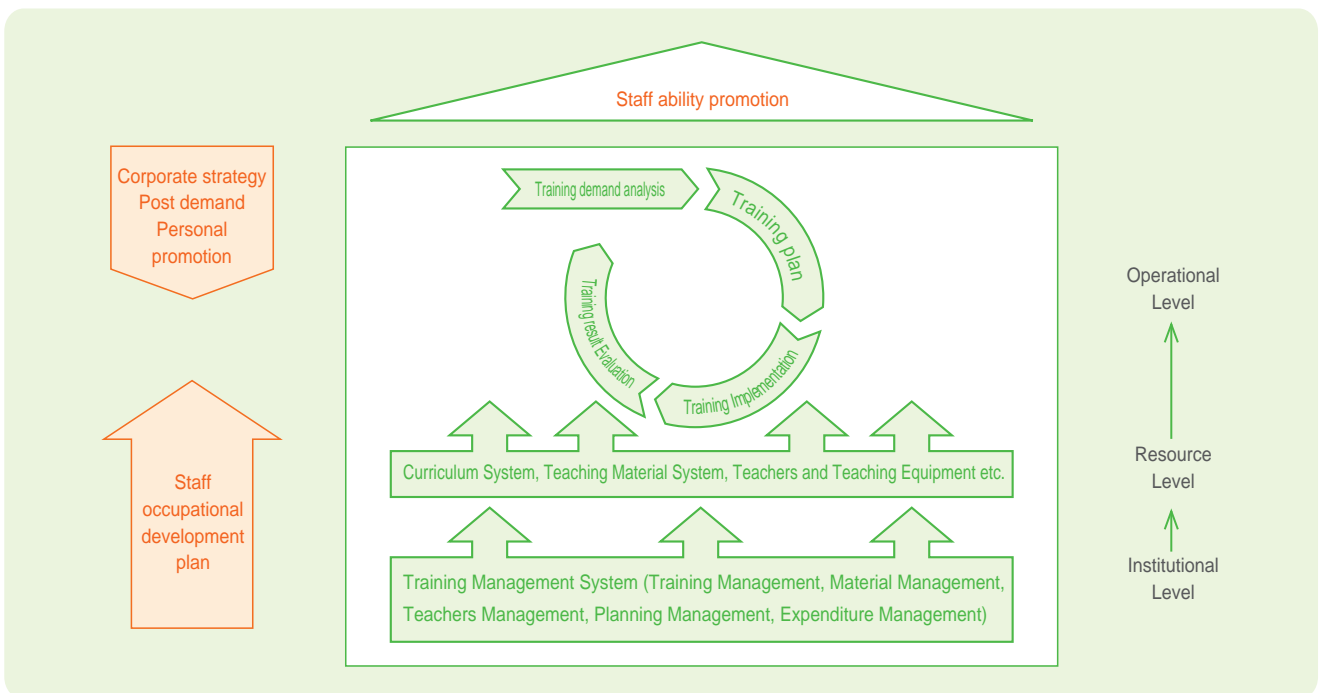 Staff ability promotion
Corporate strategy
Post demand
Personal
promotion
Staff
occupational
development
plan
Training demand analysis
Training plan
Training Implementation
Training result Evaluation
Curriculum System, Teaching Material System, Teachers and Teaching Equipment etc.
Training Management System (Training Management, Material Management,
Teachers Management, Planning Management, Expenditure Management)
Operational
Level
Resource
Level
Institutional
Level